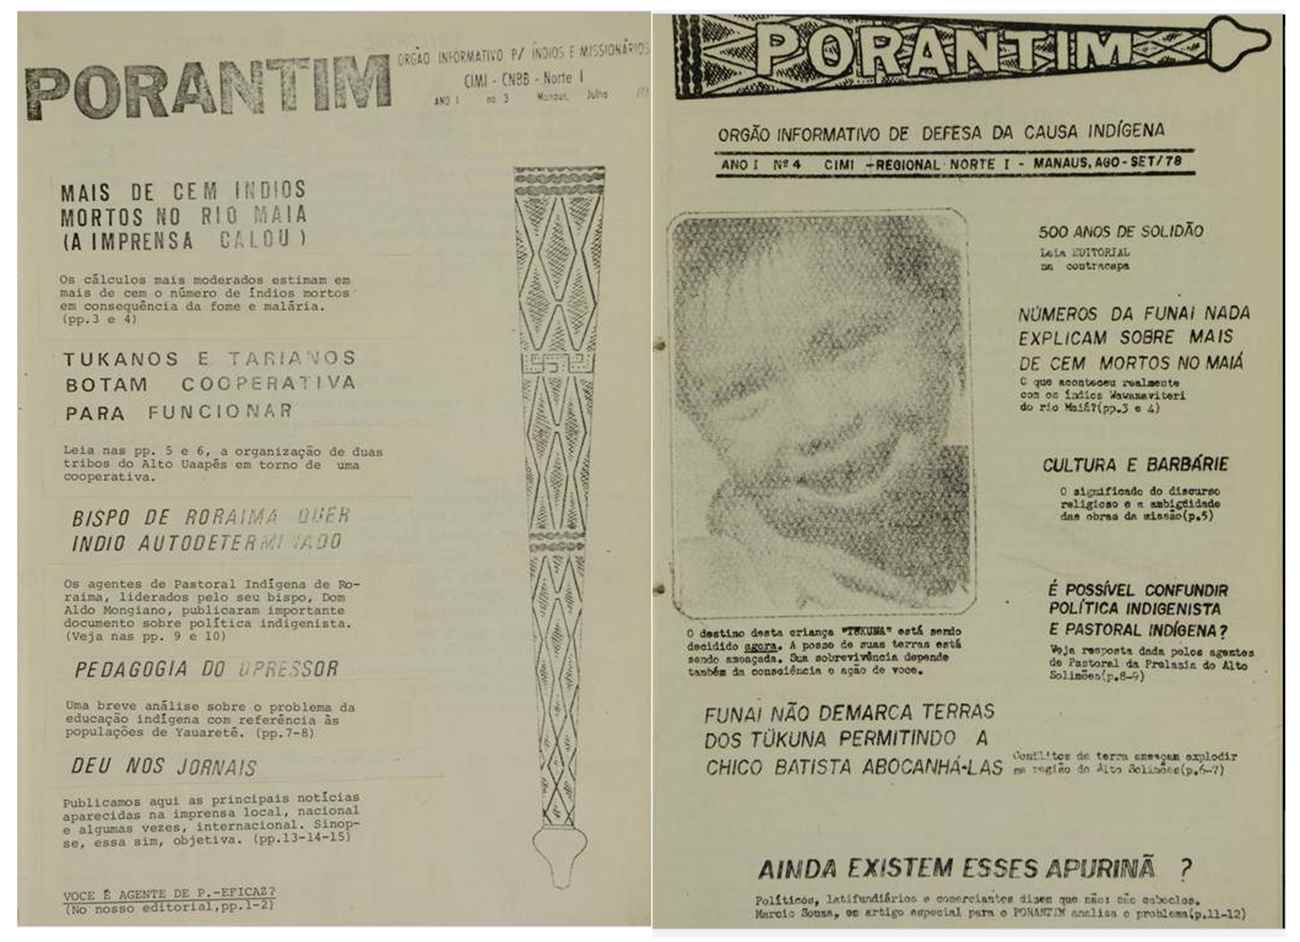 PORANTIM
ORGÃO INFORMATIVO P/ ÍNDIOS E MISSIONÁRIOS
CIMI - CNBB - Norte I
ANO I no 3 Manaus, Julho
MAIS DE CEM INDIOS
MORTOS NO RIO MAIA
(A IMPRENSA CALOU)
Os cálculos mais moderados estimam em
mais de cem o número de índios mortos
em consequência da fome e malária.
(pp.3 e 4)
TUKANOS E TARIANOS
BOTAM COOPERATIVA
PARA FUNCIONAR
Leia nas pp. 5 e 6, a organização de duas
tribos do Alto Uaapés em torno de uma
cooperativa.
BISPO DE RORAIMA QUER
INDIO AUTODETERMINADO
Os agentes de Pastoral Indígena de Ro-
raima, liderados pelo seu bispo, Dom
Aldo Mongiano, publicaram importante
documento sobre política indigenista.
(Veja nas pp. 9 e 10)
PEDAGOGIA DO OPRESSOR
Uma breve análise sobre o problema da
educação indígena com referência às
populações de Yauaretê. (pp.7-8)
DEU NOS JORNAIS
Publicamos aqui as principais notícias
aparecidas na imprensa local, nacional
e algumas vezes, internacional. Sinop-
se, essa sim, objetiva. (pp.13-14-15)
VOCE É AGENTE DE P.-EFICAZ?
(No nosso editorial,pp.1-2)
PORANTIM
ORGÃO INFORMATIVO DE DEFESA DA CAUSA INDÍGENA
ANO I Nº 4 CIMI -REGIONAL NORTE I - MANAUS, AGO-SET/78
500 ANOS DE SOLIDÃO
Leia EDITORIAL
na contracapa
NÚMEROS DA FUNAI NADA
EXPLICAM SOBRE MAIS
DE CEM MORTOS NO MAIÁ
O que aconteceu realmente
com os índios Wawanaviteri
do rio Maiá?(pp.3 e 4)
CULTURA E BARBÁRIE
O significado do discurso
religioso e a ambigüidade
das obras da missão(p.5)
É POSSÍVEL CONFUNDIR
POLÍTICA INDIGENISTA
E PASTORAL INDÍGENA?
Veja resposta dada pelos agentes
de Pastoral da Prelazia do Alto
Solimões(p.8-9)
O destino desta criança "TÜKUNA" está sendo
decidido agora. A posse de suas terras está
sendo ameaçada. Sua sobrevivência depende
também da consciência e ação de voce.
FUNAI NÃO DEMARCA TERRAS
DOS TÜKUNA PERMITINDO A
CHICO BATISTA ABOCANHÁ-LAS
Conflitos de terra ameaçam explodir
na região do Alto Solimões(p.6-7)
AINDA EXISTEM ESSES APURINÃ ?
Políticos, latifundiários e comerciantes dizem que não: são caboclos.
Marcio Souza, em artigo especial para o PORANTIM analisa o problema(p.11-12)